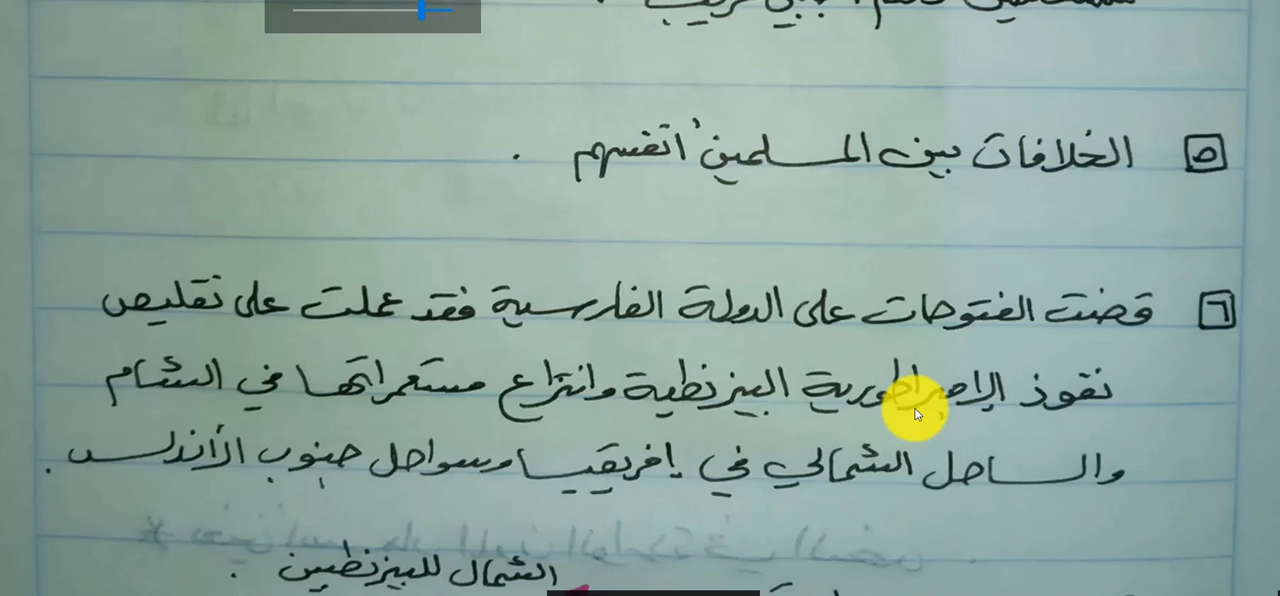 ٥ الخلافات بين المسلمين أنفسهم .
٦ قضت الفتوحات على الدولة الفارسية فقد عملت على تقليص
نفوذ الإمبراطورية البيزنطية وانتزاع مستعمراتها في الشام
والساحل الشمالي في إفريقيا وسواحل جنوب الأندلس .
الشمال للبيزنطيين .